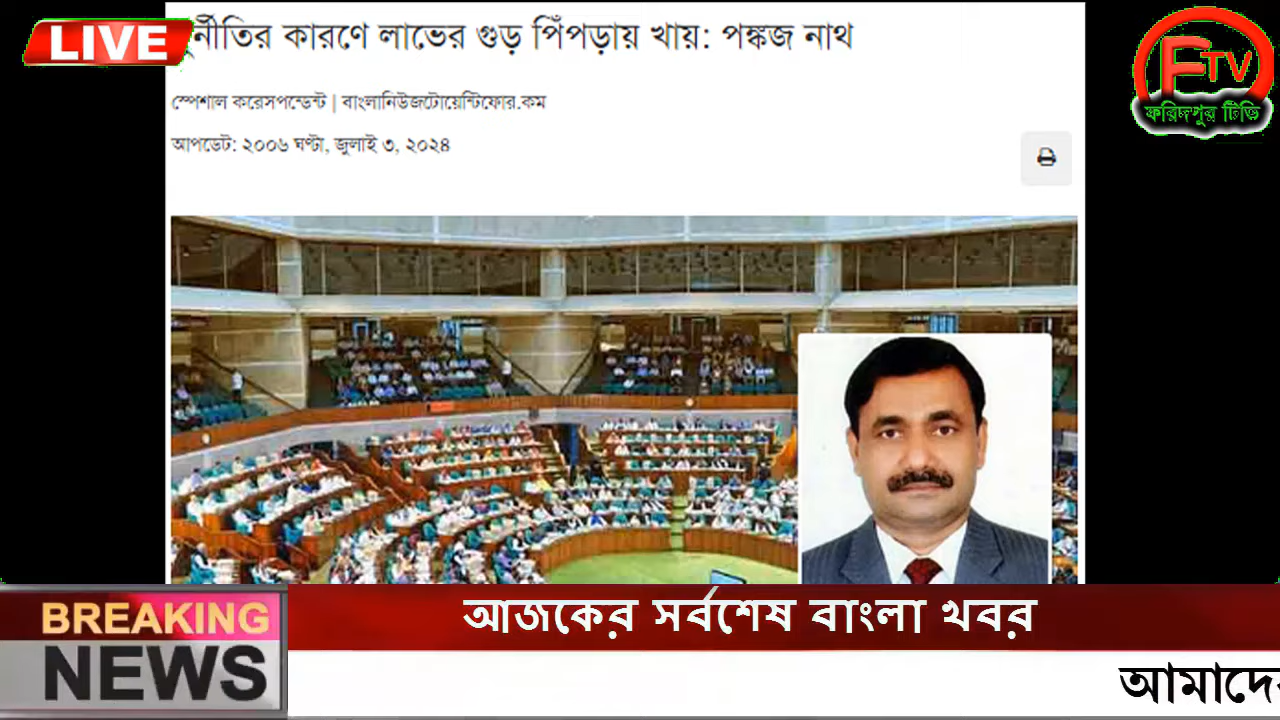 LIVE
দুর্নীতির কারণে লাভের গুড় পিঁপড়ায় খায়: পঙ্কজ নাথ
স্পেশাল করেসপন্ডেন্ট | বাংলানিউজটোয়েন্টিফোর.কম
আপডেট: ২০০৬ ঘণ্টা, জুলাই ৩, ২০২৪
FTV
ফরিদপুর টিভি
BREAKING
NEWS
আজকের সর্বশেষ বাংলা খবর